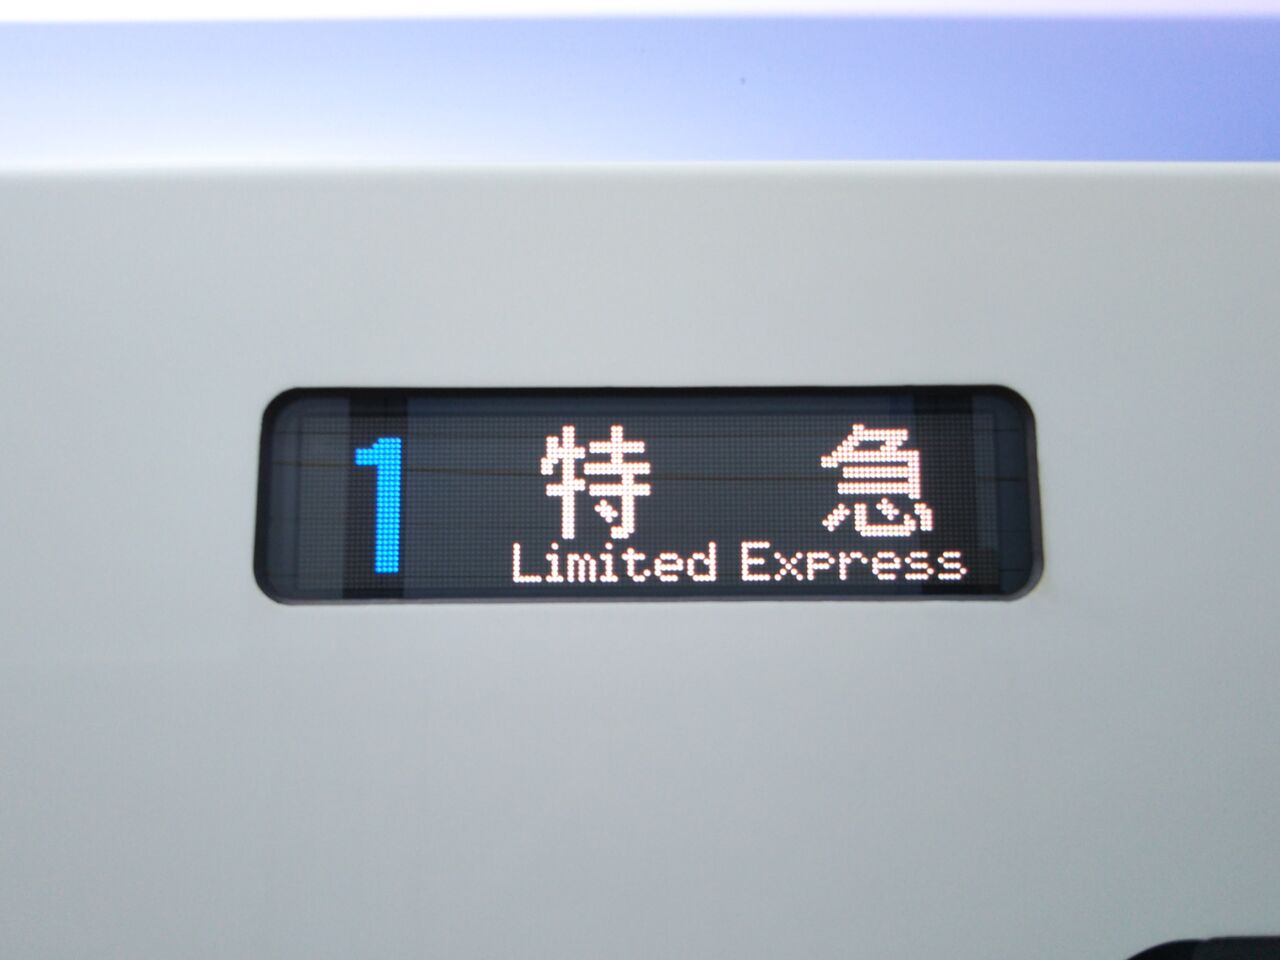 1 特急
Limited Express